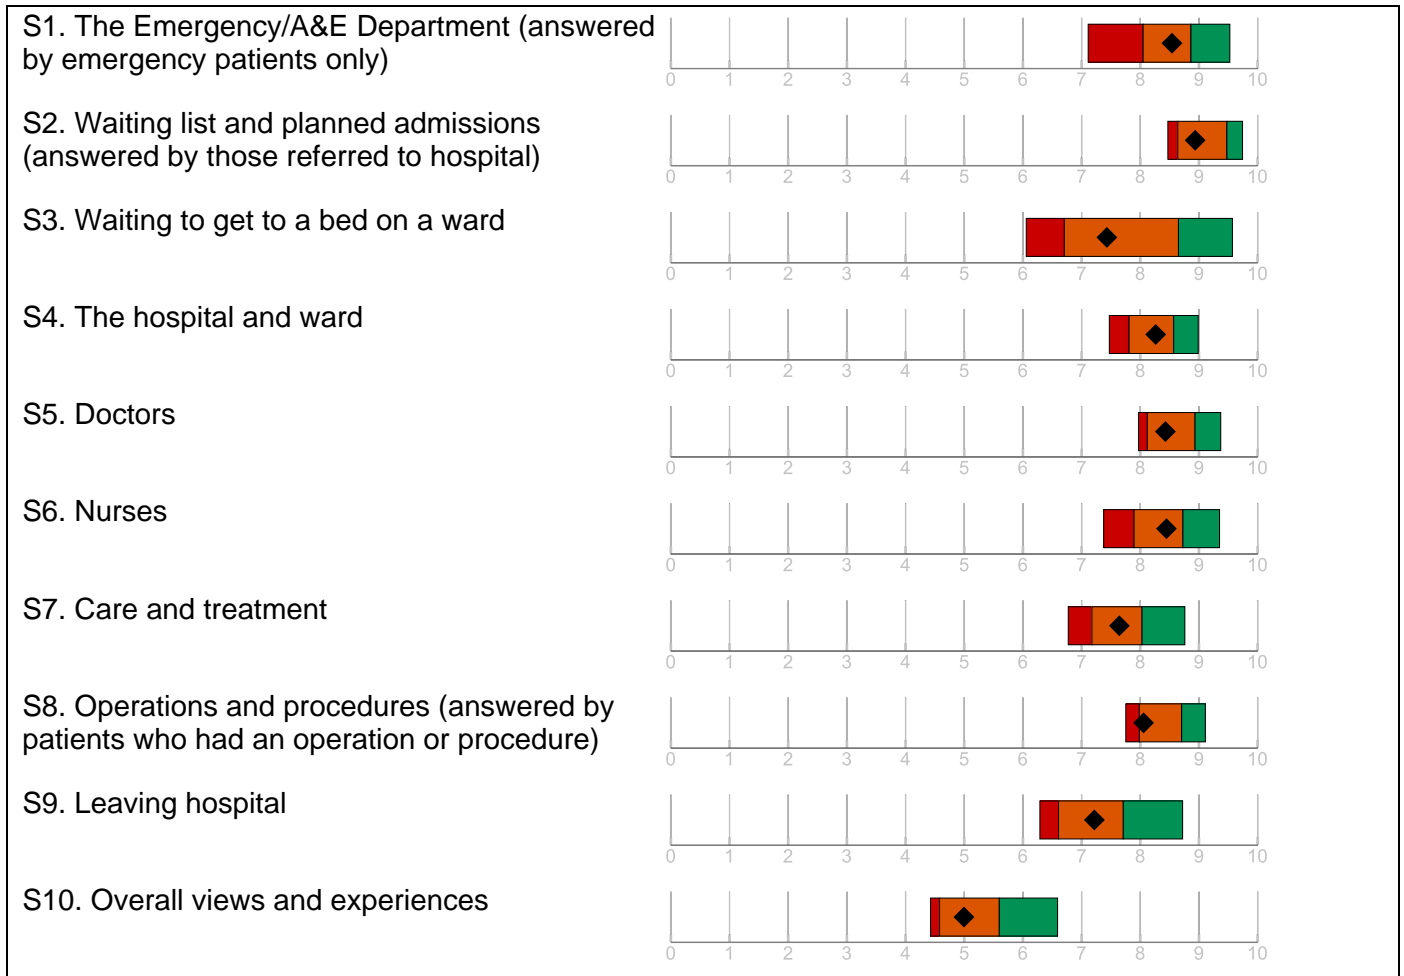 S1. The Emergency/A&E Department (answered
by emergency patients only)
0 1 2 3 4 5 6 7 8 9 10
S2. Waiting list and planned admissions
(answered by those referred to hospital)
0 1 2 3 4 5 6 7 8 9 10
S3. Waiting to get to a bed on a ward
0 1 2 3 4 5 6 7 8 9 10
S4. The hospital and ward
0 1 2 3 4 5 6 7 8 9 10
S5. Doctors
0 1 2 3 4 5 6 7 8 9 10
S6. Nurses
0 1 2 3 4 5 6 7 8 9 10
S7. Care and treatment
0 1 2 3 4 5 6 7 8 9 10
S8. Operations and procedures (answered by
patients who had an operation or procedure)
0 1 2 3 4 5 6 7 8 9 10
S9. Leaving hospital
0 1 2 3 4 5 6 7 8 9 10
S10. Overall views and experiences
0 1 2 3 4 5 6 7 8 9 10